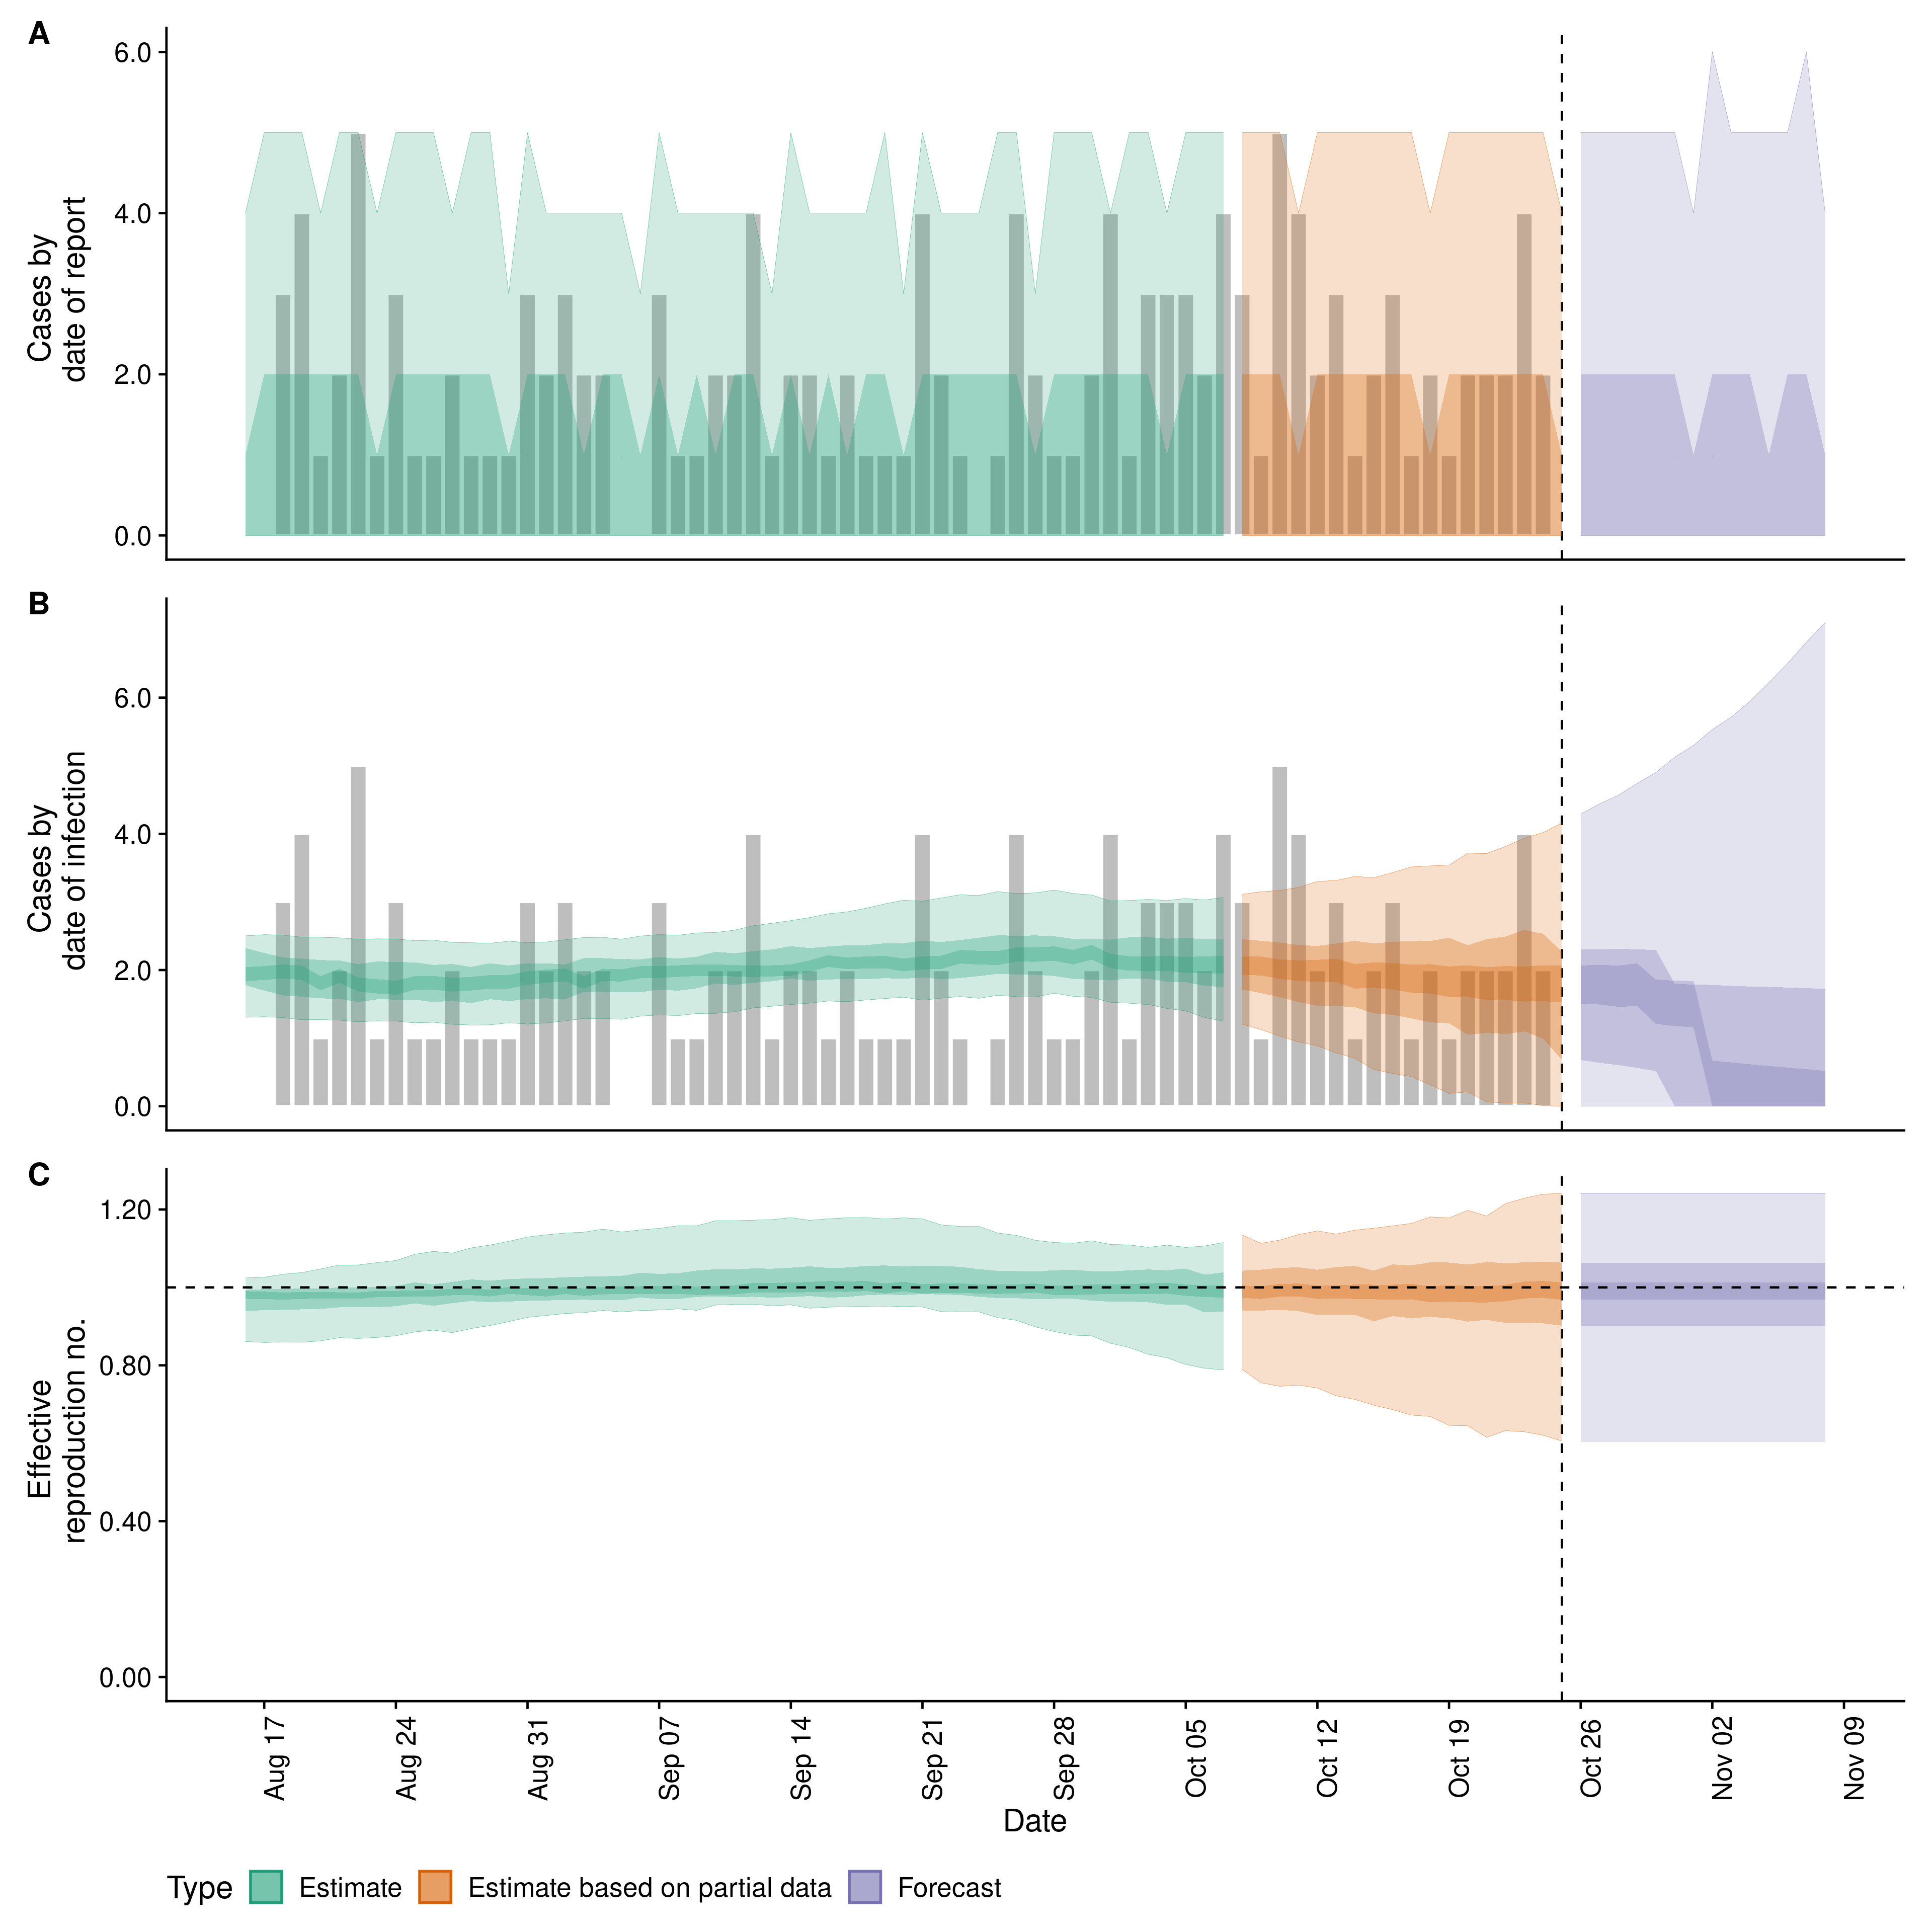 A
Cases by
date of report
6.0
4.0
2.0
0.0
B
Cases by
date of infection
6.0
4.0
2.0
0.0
C
Effective
reproduction no.
1.20
0.80
0.40
0.00
Aug 17
Aug 24
Aug 31
Sep 07
Sep 14
Sep 21
Sep 28
Oct 05
Oct 12
Oct 19
Oct 26
Nov 02
Nov 09
Date
Type Estimate Estimate based on partial data Forecast